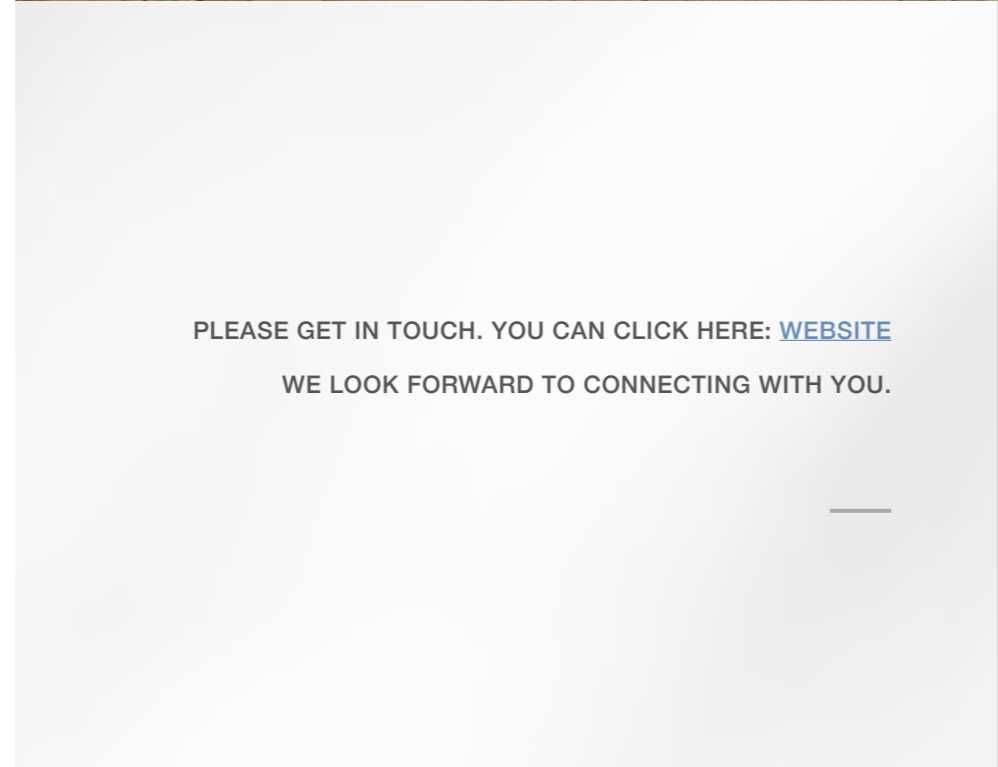 PLEASE GET IN TOUCH. YOU CAN CLICK HERE: WEBSITE
WE LOOK FORWARD TO CONNECTING WITH YOU.